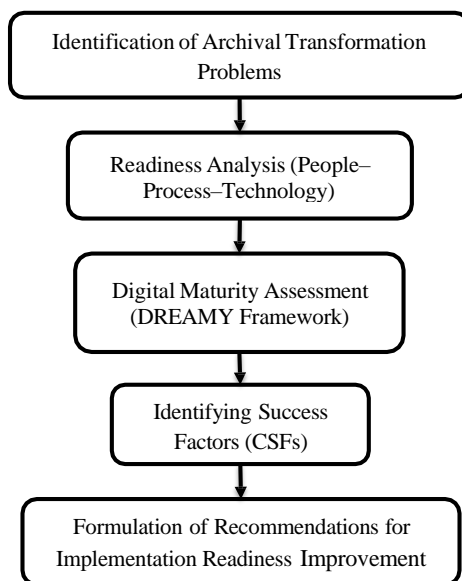 Identification of Archival Transformation
Problems
Readiness Analysis (People–
Process–Technology)
Digital Maturity Assessment
(DREAMY Framework)
Identifying Success
Factors (CSFs)
Formulation of Recommendations for
Implementation Readiness Improvement